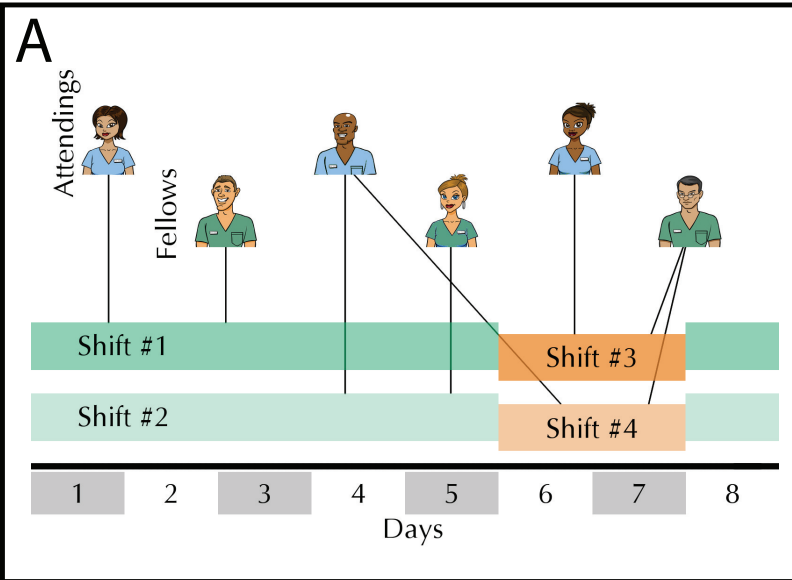 A
Attendings
Fellows
Shift #1
Shift #3
Shift #2
Shift #4
1 2 3 4 5 6 7 8
Days